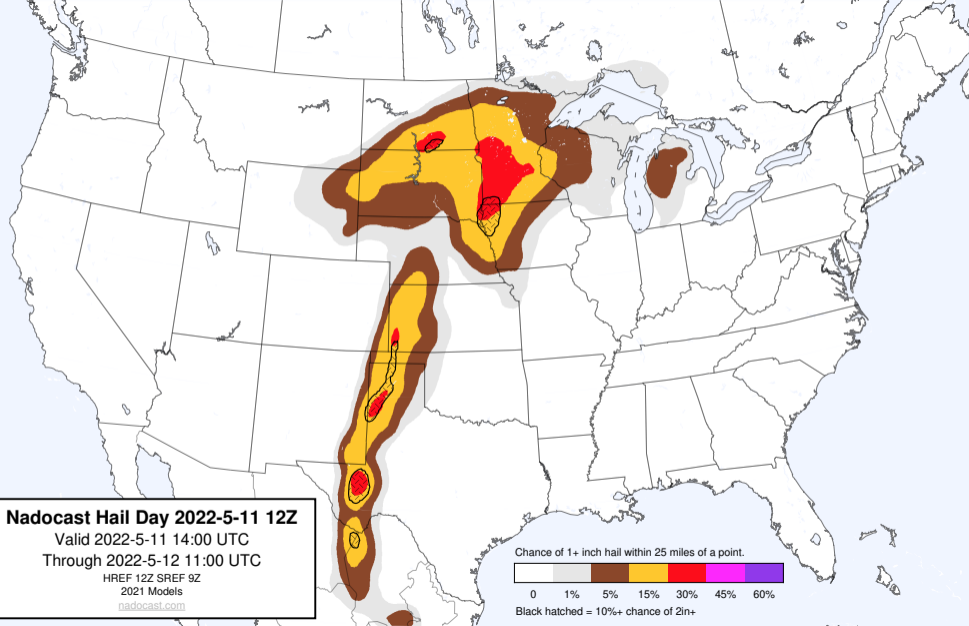 Nadocast Hail Day 2022-5-11 12Z
Valid 2022-5-11 14:00 UTC
Through 2022-5-12 11:00 UTC
HREF 12Z SREF 9Z
2021 Models
nadocast.com
Chance of 1+ inch hail within 25 miles of a point.
0 1% 5% 15% 30% 45% 60%
Black hatched = 10%+ chance of 2in+